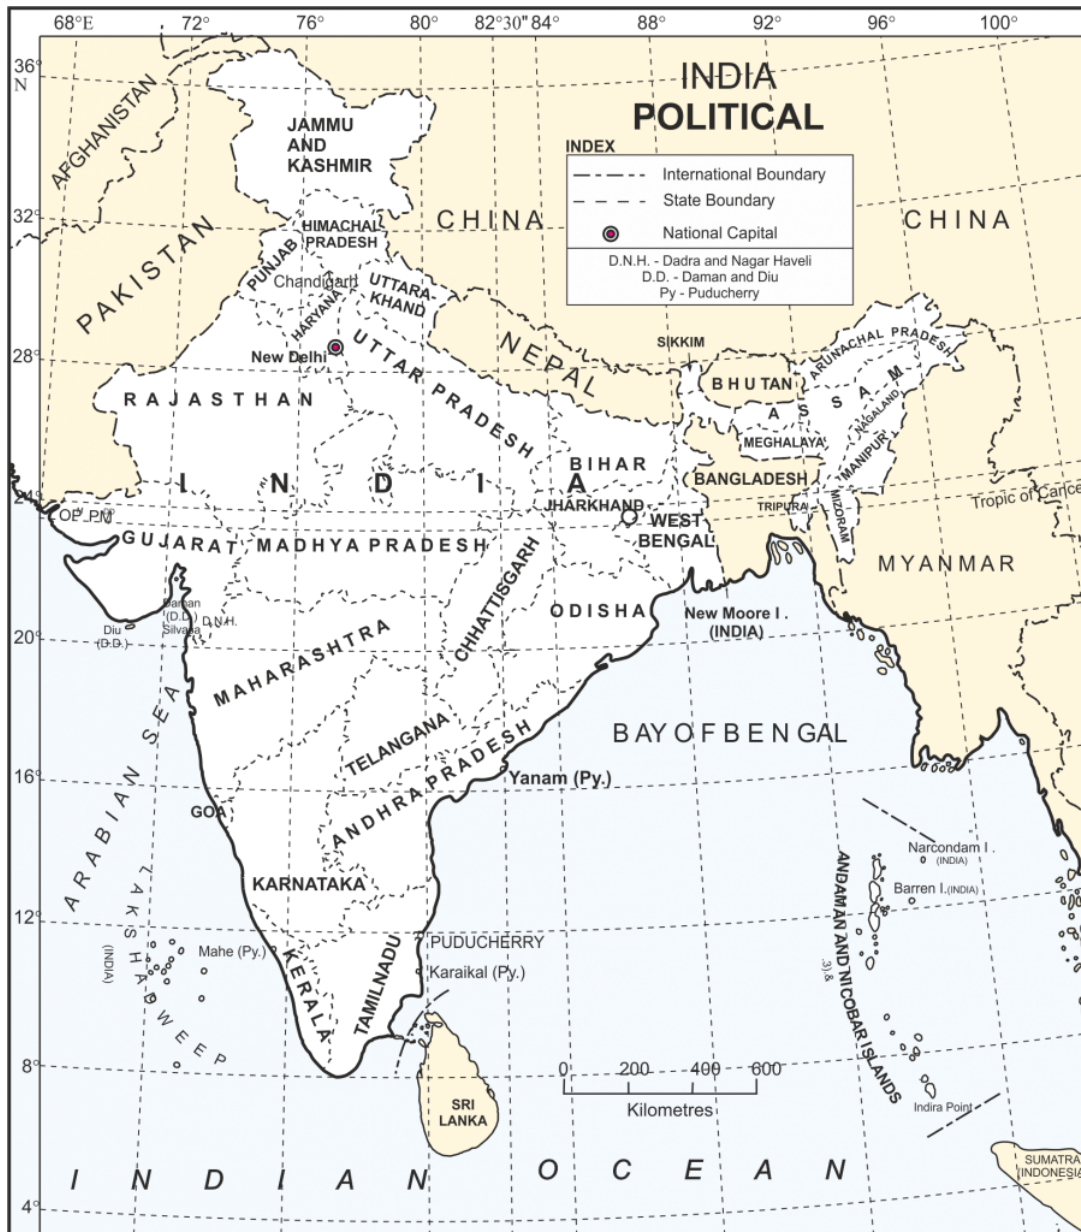 68°E 72° 76° 80° 82°30" 84° 88° 92° 96° 100°
36°
N
INDIA
POLITICAL
INDEX
International Boundary
State Boundary
National Capital
D.N.H. - Dadra and Nagar Haveli
D.D. - Daman and Diu
Py - Puducherry
AFGHANISTAN
JAMMU
AND
KASHMIR
32°
CHINA
CHINA
PAKISTAN
HIMACHAL
PRADESH
PUNJAB
Chandigarh
UTTARA-
KHAND
HARYANA
28°
New Delhi
UTTAR PRADESH
NEPAL
SIKKIM
BHUTAN
ARUNACHAL PRADESH
RAJASTHAN
ASSAM
NAGALAND
MEGHALAYA
MANIPUR
BIHAR
INDIA
BANGLADESH
24°
JHARKHAND
TRIPURA
MIZORAM
Tropic of Cancer
WEST
BENGAL
GUJARAT
MADHYA PRADESH
MYANMAR
CHHATTISGARH
ODISHA
New Moore I .
(INDIA)
Daman
(D.D.)
Silvasa
D.N.H.
Diu
(D.D.)
20°
MAHARASHTRA
ARABIAN SEA
TELANGANA
BAY OF BENGAL
16°
ANDHRA PRADESH
Yanam (Py.)
GOA
Narcondam I .
(INDIA)
Barren I.(INDIA)
KARNATAKA
ANDAMAN AND NICOBAR ISLANDS
12°
LAKSHADWEEP
(INDIA)
Mahe (Py.)
PUDUCHERRY
Karaikal (Py.)
KERALA
TAMILNADU
8°
0 200 400 600
Kilometres
Indira Point
SRI
LANKA
SUMATRA
(INDONESIA
INDIAN OCEAN
4°